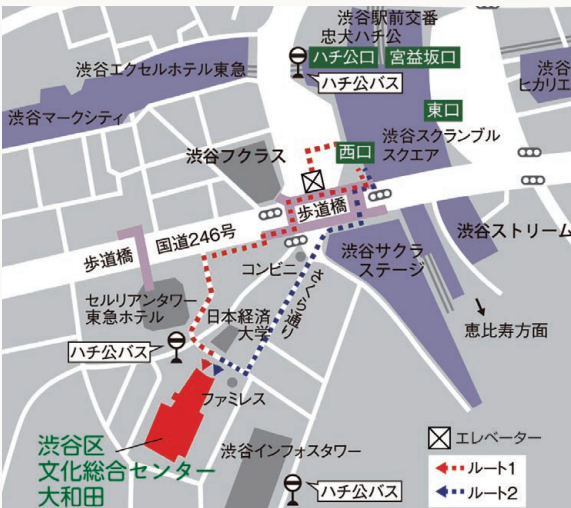 渋谷駅前交番
忠犬ハチ公
ハチ公口
宮益坂口
渋谷エクセルホテル東急
ハチ公バス
渋谷
ヒカリエ
渋谷マークシティ
東口
渋谷スクランブル
スクエア
渋谷フクラス
西口
歩道橋
国道246号
歩道橋
渋谷ストリーム
渋谷サクラ
ステージ
コンビニ
さくら通り
セルリアンタワー
東急ホテル
日本経済
大学
恵比寿方面
ハチ公バス
ファミレス
渋谷区
文化総合センター
大和田
渋谷インフォスタワー
エレベーター
ルート1
ルート2
ハチ公バス